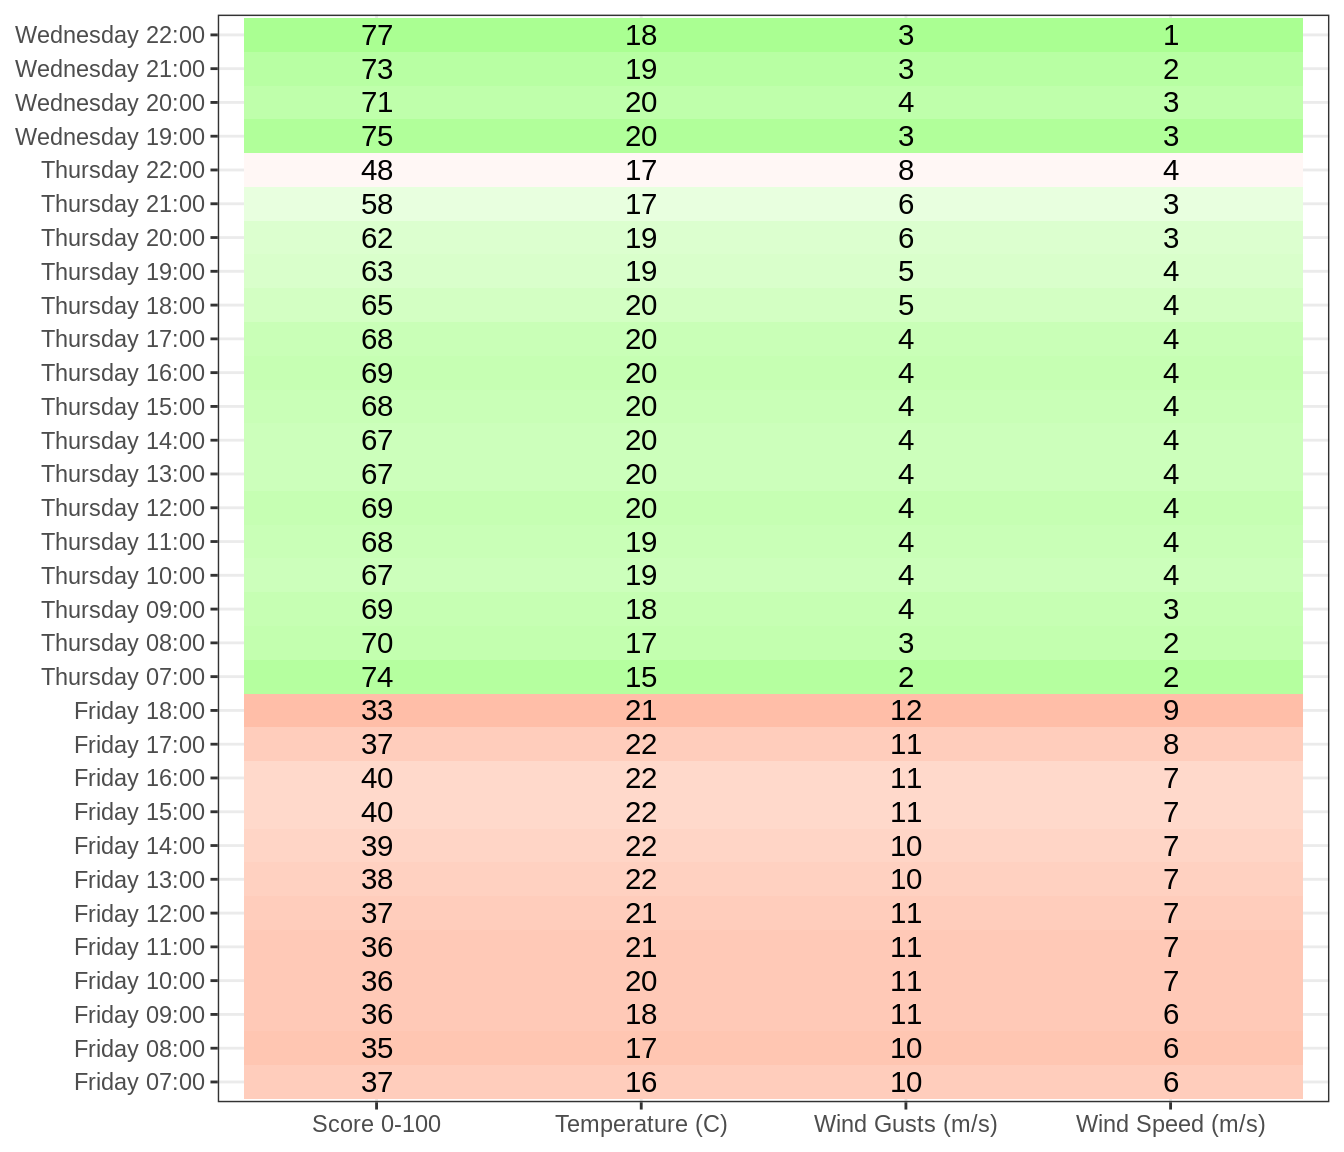 Wednesday 22:00 77 18 3 1
Wednesday 21:00 73 19 3 2
Wednesday 20:00 71 20 4 3
Wednesday 19:00 75 20 3 3
Thursday 22:00 48 17 8 4
Thursday 21:00 58 17 6 3
Thursday 20:00 62 19 6 3
Thursday 19:00 63 19 5 4
Thursday 18:00 65 20 5 4
Thursday 17:00 68 20 4 4
Thursday 16:00 69 20 4 4
Thursday 15:00 68 20 4 4
Thursday 14:00 67 20 4 4
Thursday 13:00 67 20 4 4
Thursday 12:00 69 20 4 4
Thursday 11:00 68 19 4 4
Thursday 10:00 67 19 4 4
Thursday 09:00 69 18 4 3
Thursday 08:00 70 17 3 2
Thursday 07:00 74 15 2 2
Friday 18:00 33 21 12 9
Friday 17:00 37 22 11 8
Friday 16:00 40 22 11 7
Friday 15:00 40 22 11 7
Friday 14:00 39 22 10 7
Friday 13:00 38 22 10 7
Friday 12:00 37 21 11 7
Friday 11:00 36 21 11 7
Friday 10:00 36 20 11 7
Friday 09:00 36 18 11 6
Friday 08:00 35 17 10 6
Friday 07:00 37 16 10 6
Score 0-100 Temperature (C) Wind Gusts (m/s) Wind Speed (m/s)